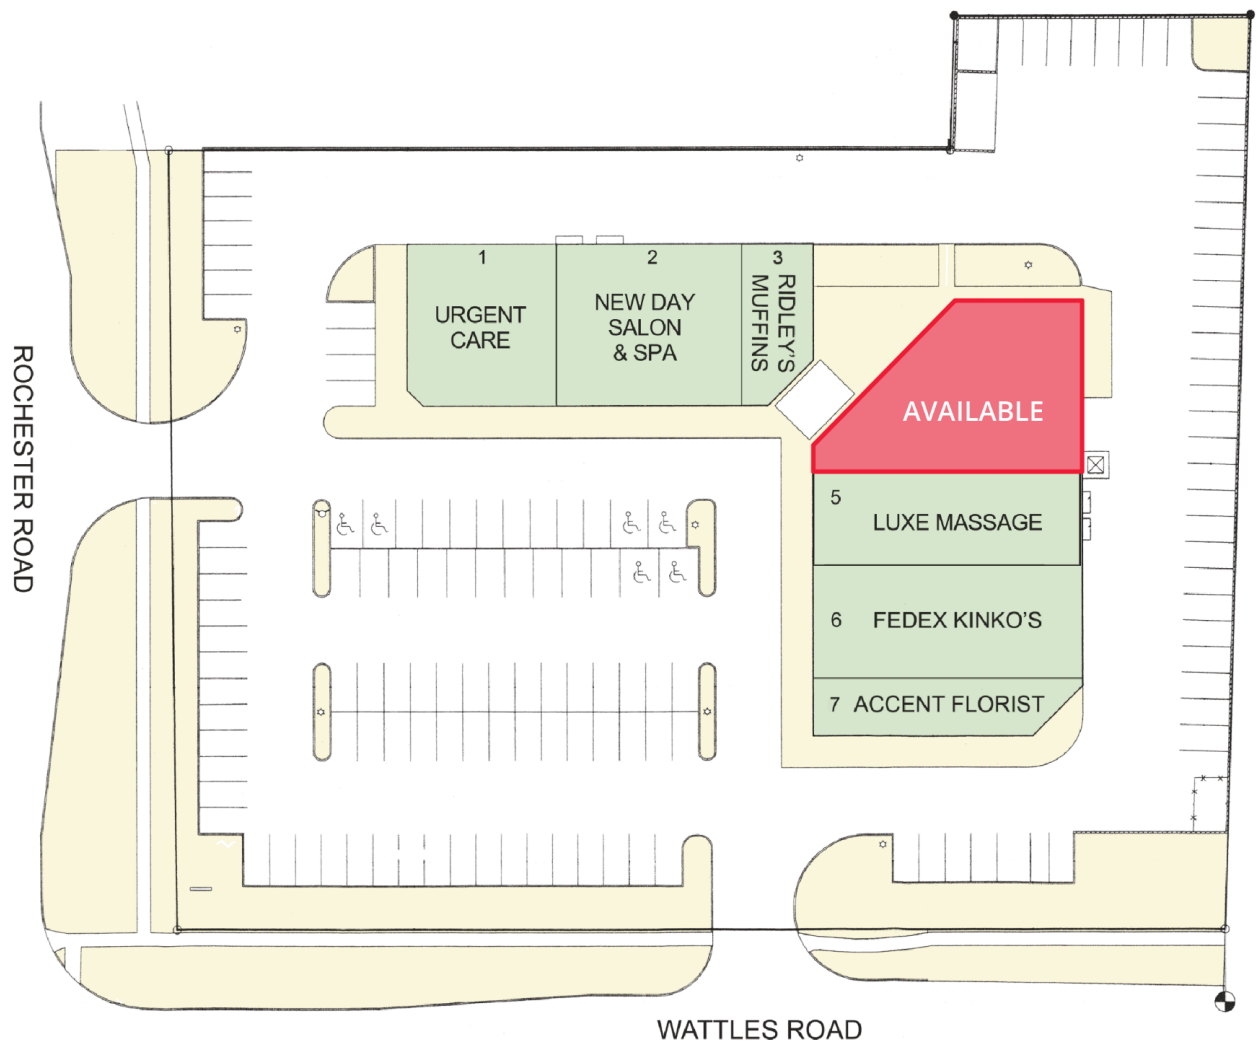 1
URGENT
CARE
2
NEW DAY
SALON
& SPA
3
RIDLEY'S
MUFFINS
AVAILABLE
5
LUXE MASSAGE
6
FEDEX KINKO'S
7
ACCENT FLORIST
ROCHESTER ROAD
WATTLES ROAD